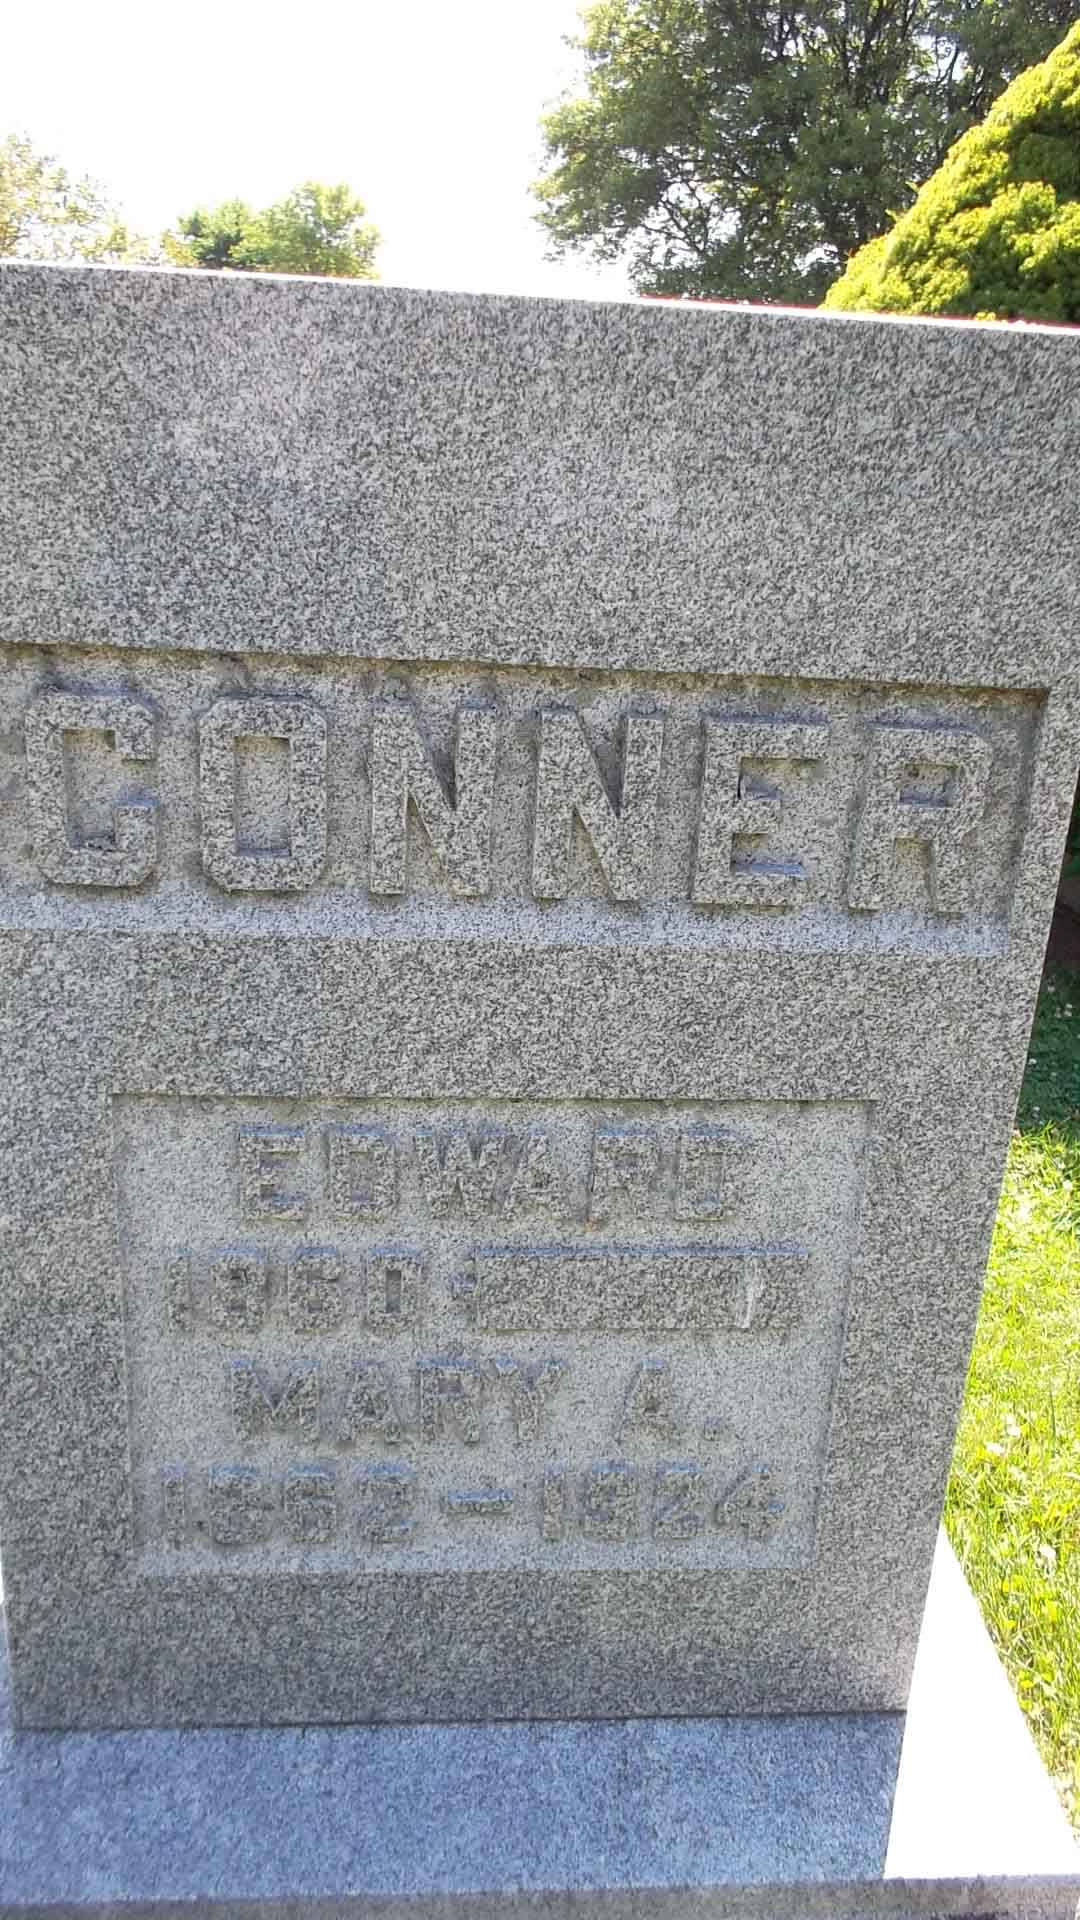 CONNER
EDWARD
1860 -
MARY A.
1862 - 1924